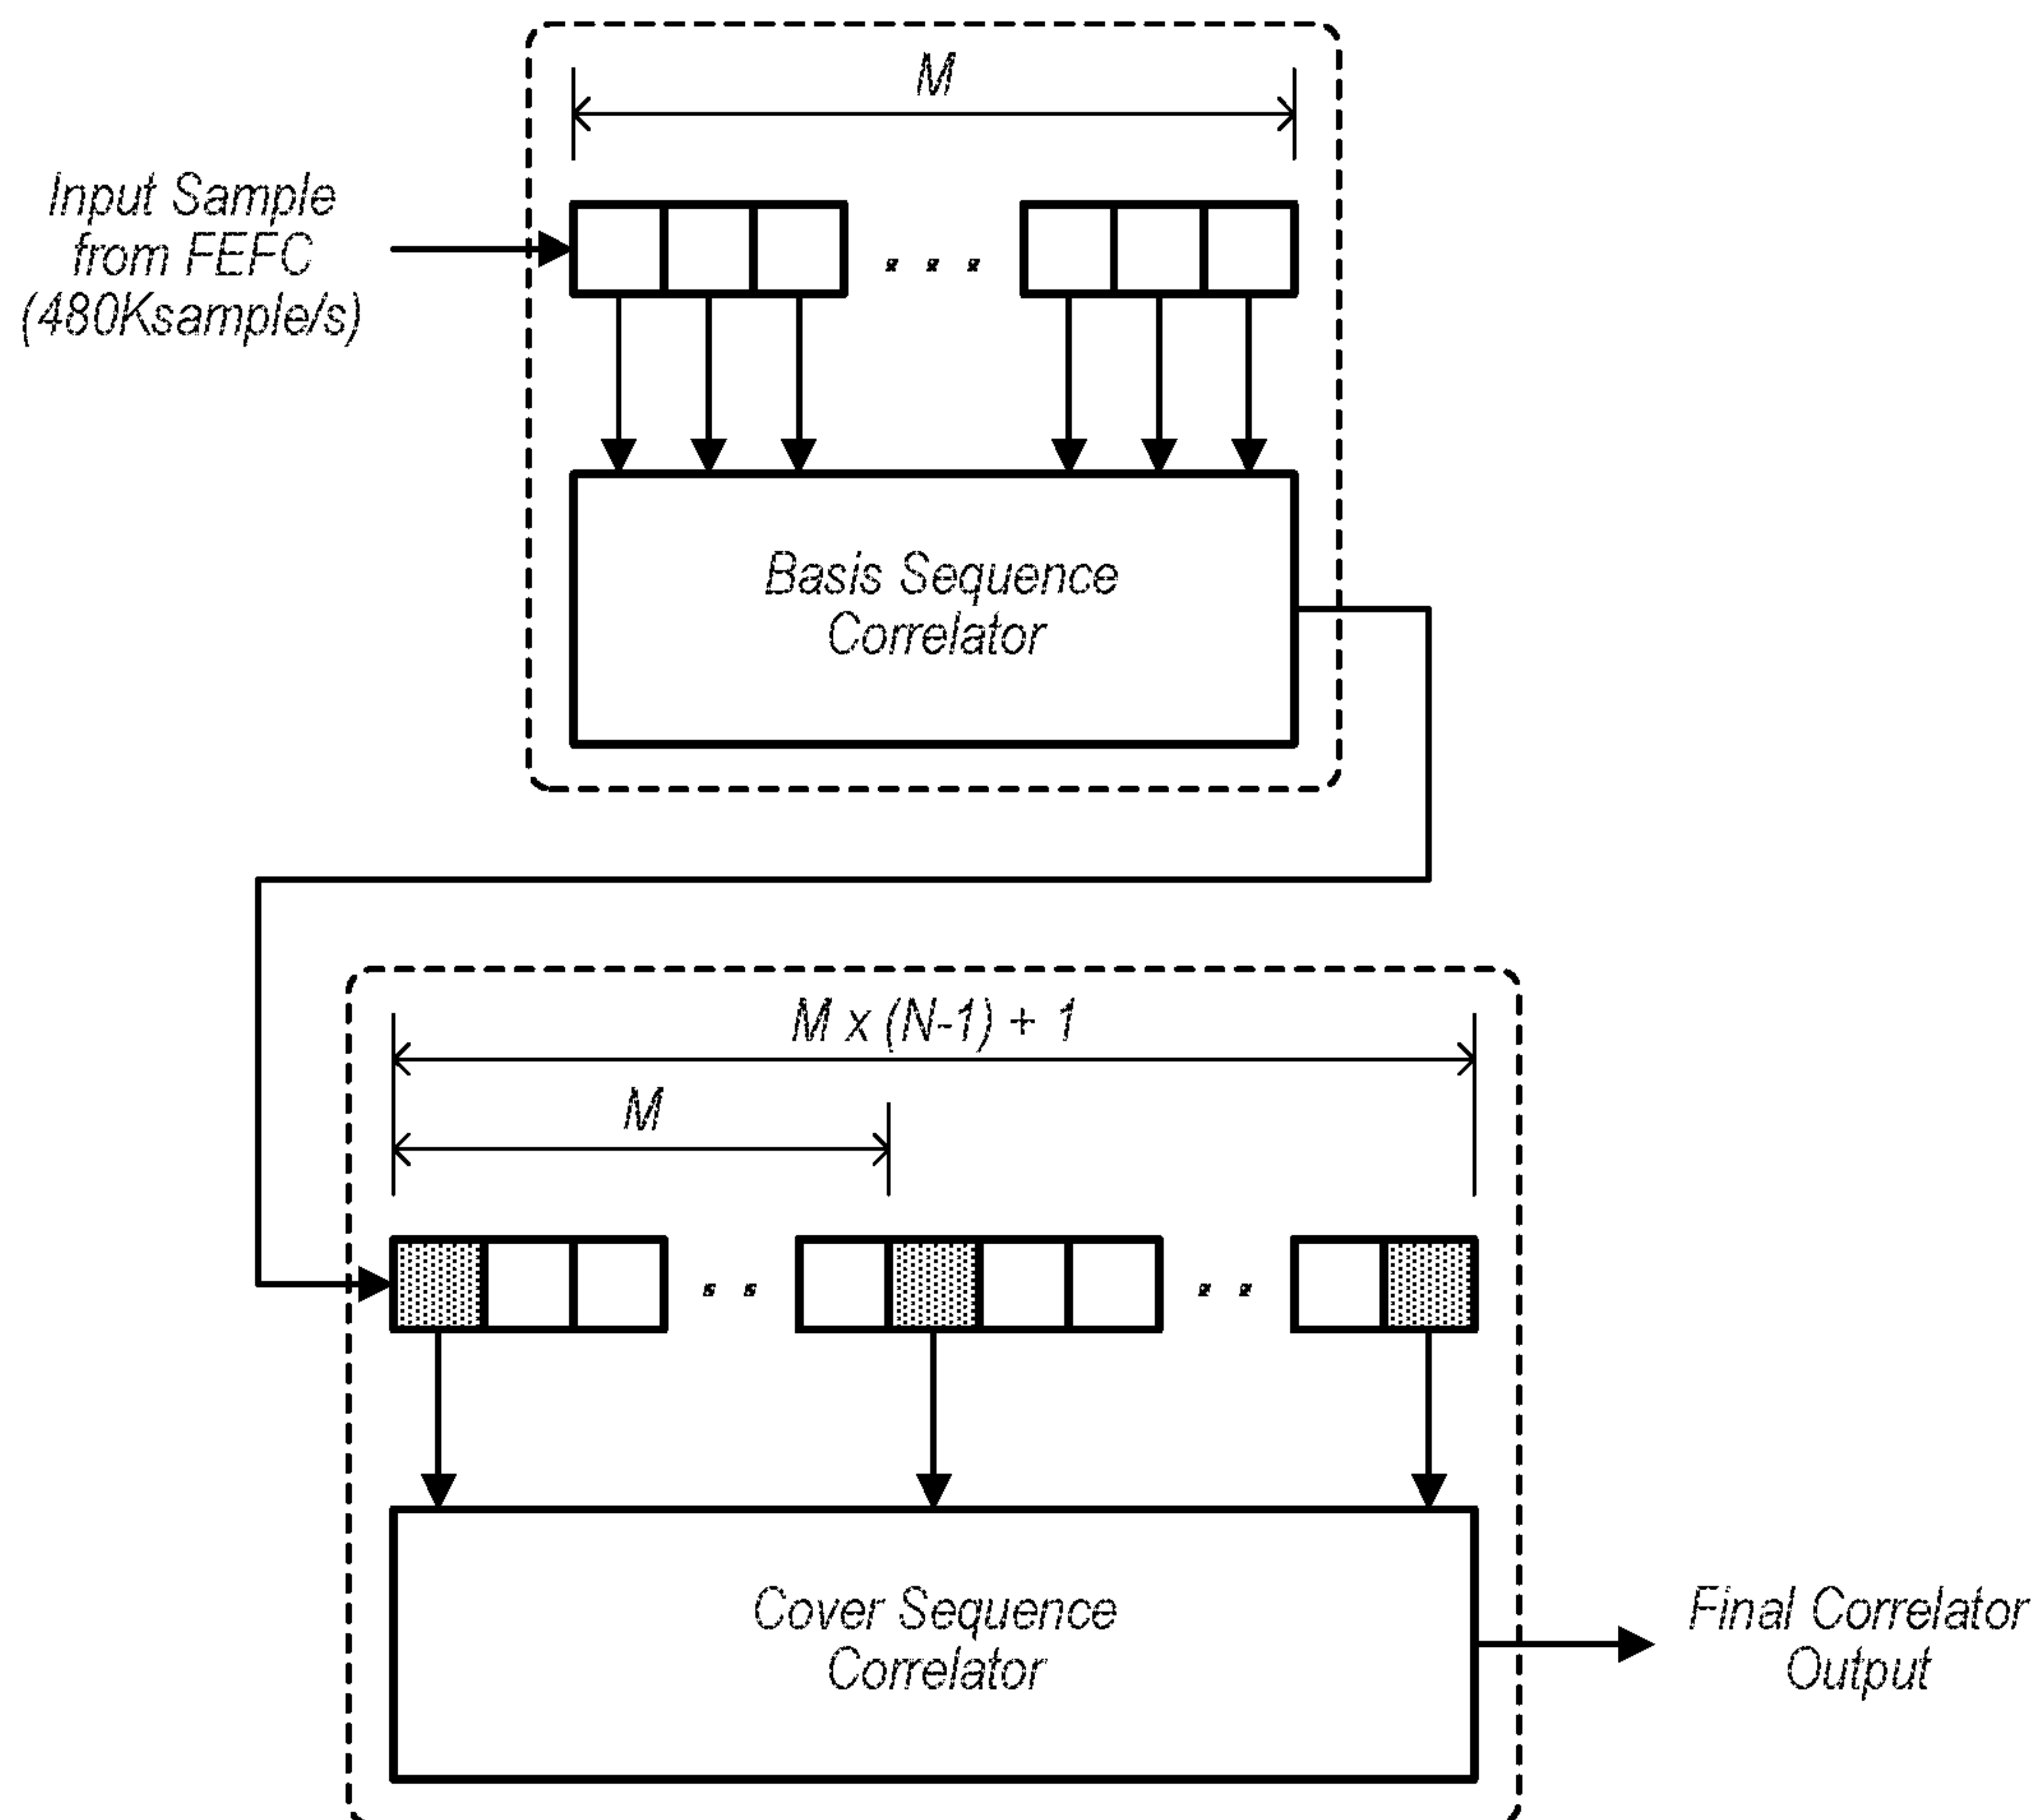 M
Input Sample
from FEFC
(480Ksample/s)
Basis Sequence
Correlator
M x (N-1) + 1
M
Cover Sequence
Correlator
Final Correlator
Output